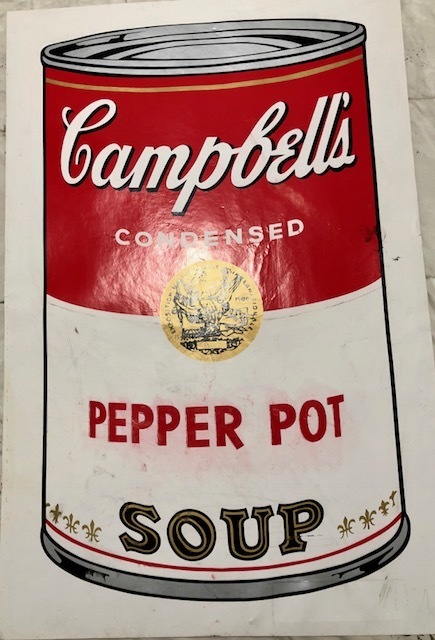 Campbell's
CONDENSED
PEPPER POT
SOUP